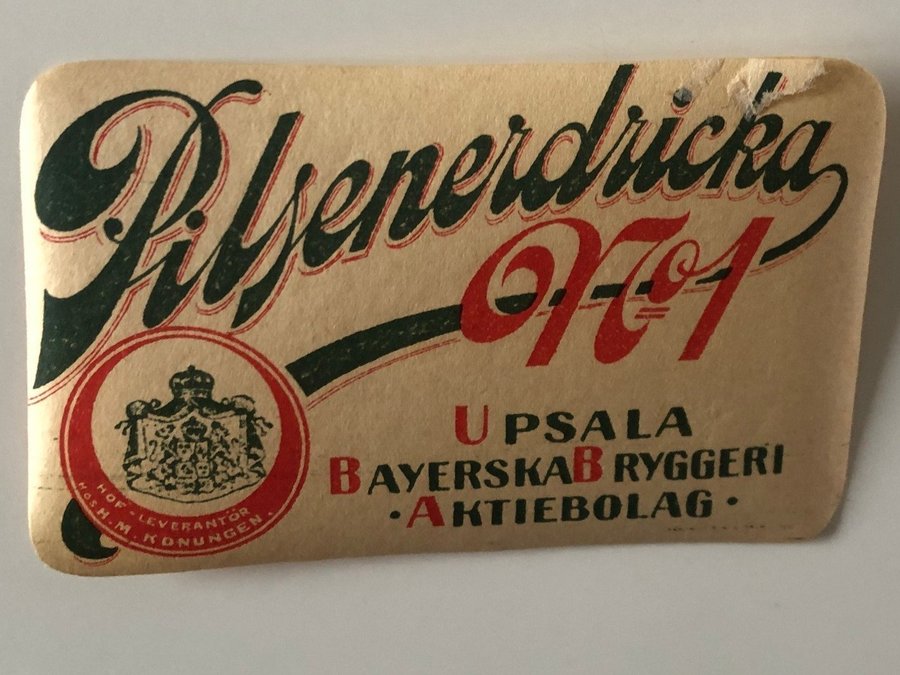 Pilsenerdricka
No 1
UPSALA
BAYERSKA BRYGGERI
·AKTIEBOLAG·
HOF-LEVERANTÖR
HOS H.M. KONUNGEN.